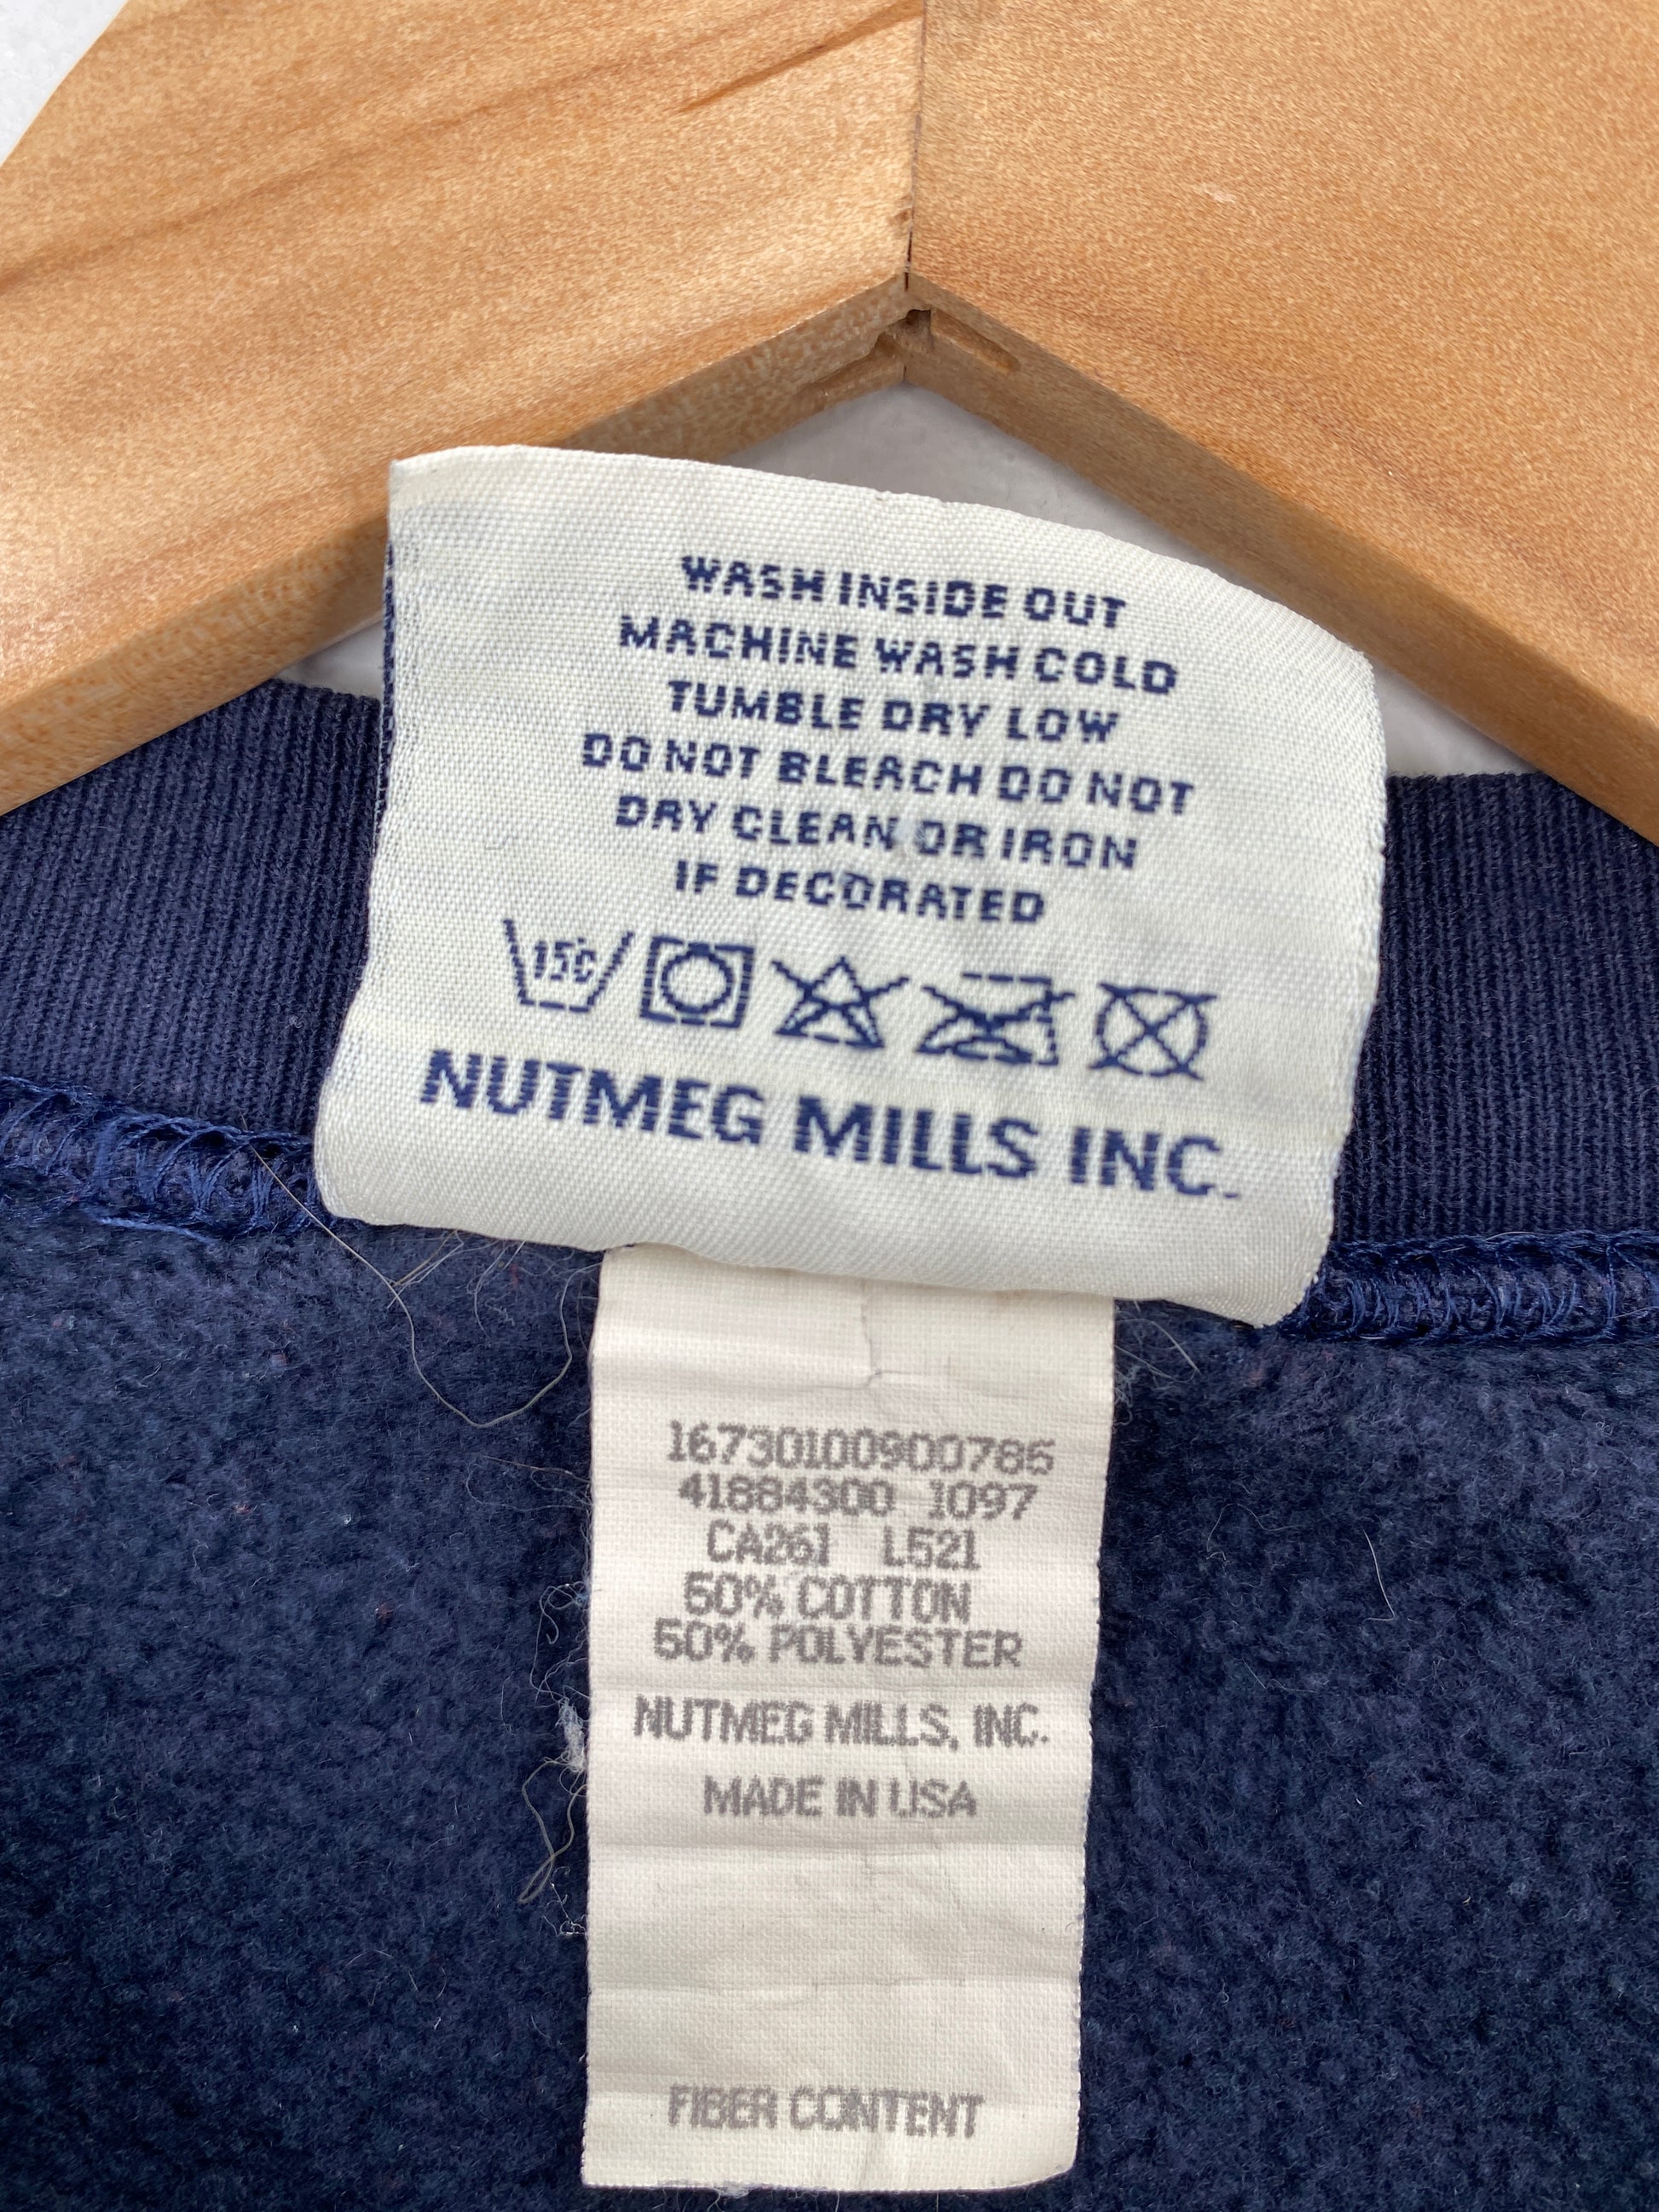 WASH INSIDE OUT
MACHINE WASH COLD
TUMBLE DRY LOW
DO NOT BLEACH DO NOT
DRY CLEAN OR IRON
IF DECORATED
15C
NUTMEG MILLS INC.
16730100900786
41884300 1097
CA261 L521
50% COTTON
50% POLYESTER
NUTMEG MILLS, INC.
MADE IN USA
FIBER CONTENT